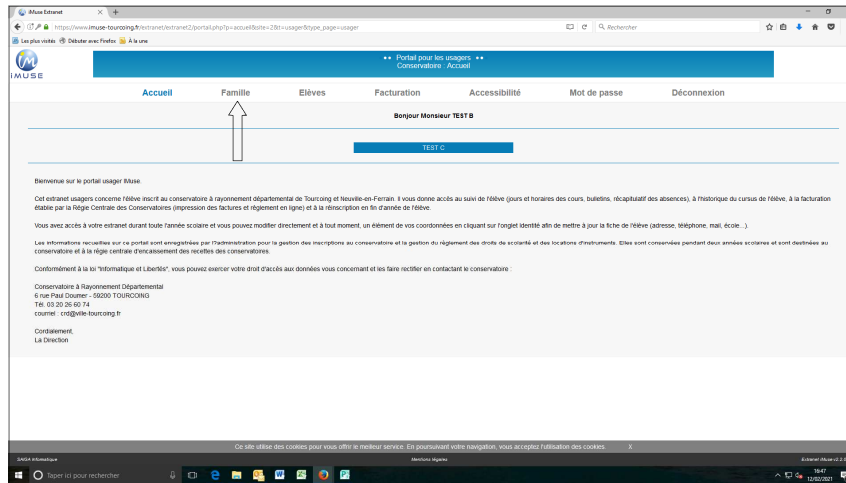 iMuse Extranet
https://www.imuse-tourcoing.fr/extranet/extranet2/portail.php?p=accueil&site=2&t=usager&type_page=usager
Rechercher
Les plus visités Débuter avec Firefox À la une
iMUSE
•• Portail pour les usagers ••
Conservatoire : Accueil
Accueil Famille Elèves Facturation Accessibilité Mot de passe Déconnexion
Bonjour Monsieur TEST B
TEST C
Bienvenue sur le portail usager iMuse.
Cet extranet usagers concerne l'élève inscrit au conservatoire à rayonnement départemental de Tourcoing et Neuville-en-Ferrain. Il vous donne accès au suivi de l'élève (jours et horaires des cours, bulletins, récapitulatif des absences), à l'historique du cursus de l'élève, à la facturation
établie par la Régie Centrale des Conservatoires (impression des factures et règlement en ligne) et à la réinscription en fin d'année de l'élève.
Vous avez accès à votre extranet durant toute l'année scolaire et vous pouvez modifier directement et à tout moment, un élément de vos coordonnées en cliquant sur l'onglet Identité afin de mettre à jour la fiche de l'élève (adresse, téléphone, mail, école...).
Les informations recueillies sur ce portail sont enregistrées par l'?administration pour la gestion des inscriptions au conservatoire et la gestion du règlement des droits de scolarité et des locations d'instruments. Elles sont conservées pendant deux années scolaires et sont destinées au
conservatoire et à la régie centrale d'encaissement des recettes des conservatoires.
Conformément à la loi "Informatique et Libertés", vous pouvez exercer votre droit d'accès aux données vous concernant et les faire rectifier en contactant le conservatoire :
Conservatoire à Rayonnement Départemental
6 rue Paul Doumer - 59200 TOURCOING
Tél. 03 20 26 60 74
courriel : crd@ville-tourcoing.fr
Cordialement,
La Direction
Ce site utilise des cookies pour vous offrir le meilleur service. En poursuivant votre navigation, vous acceptez l'utilisation des cookies. X
SAIGA Informatique Mentions légales Extranet iMuse-v2.2.0
Taper ici pour rechercher
16:47
12/02/2021